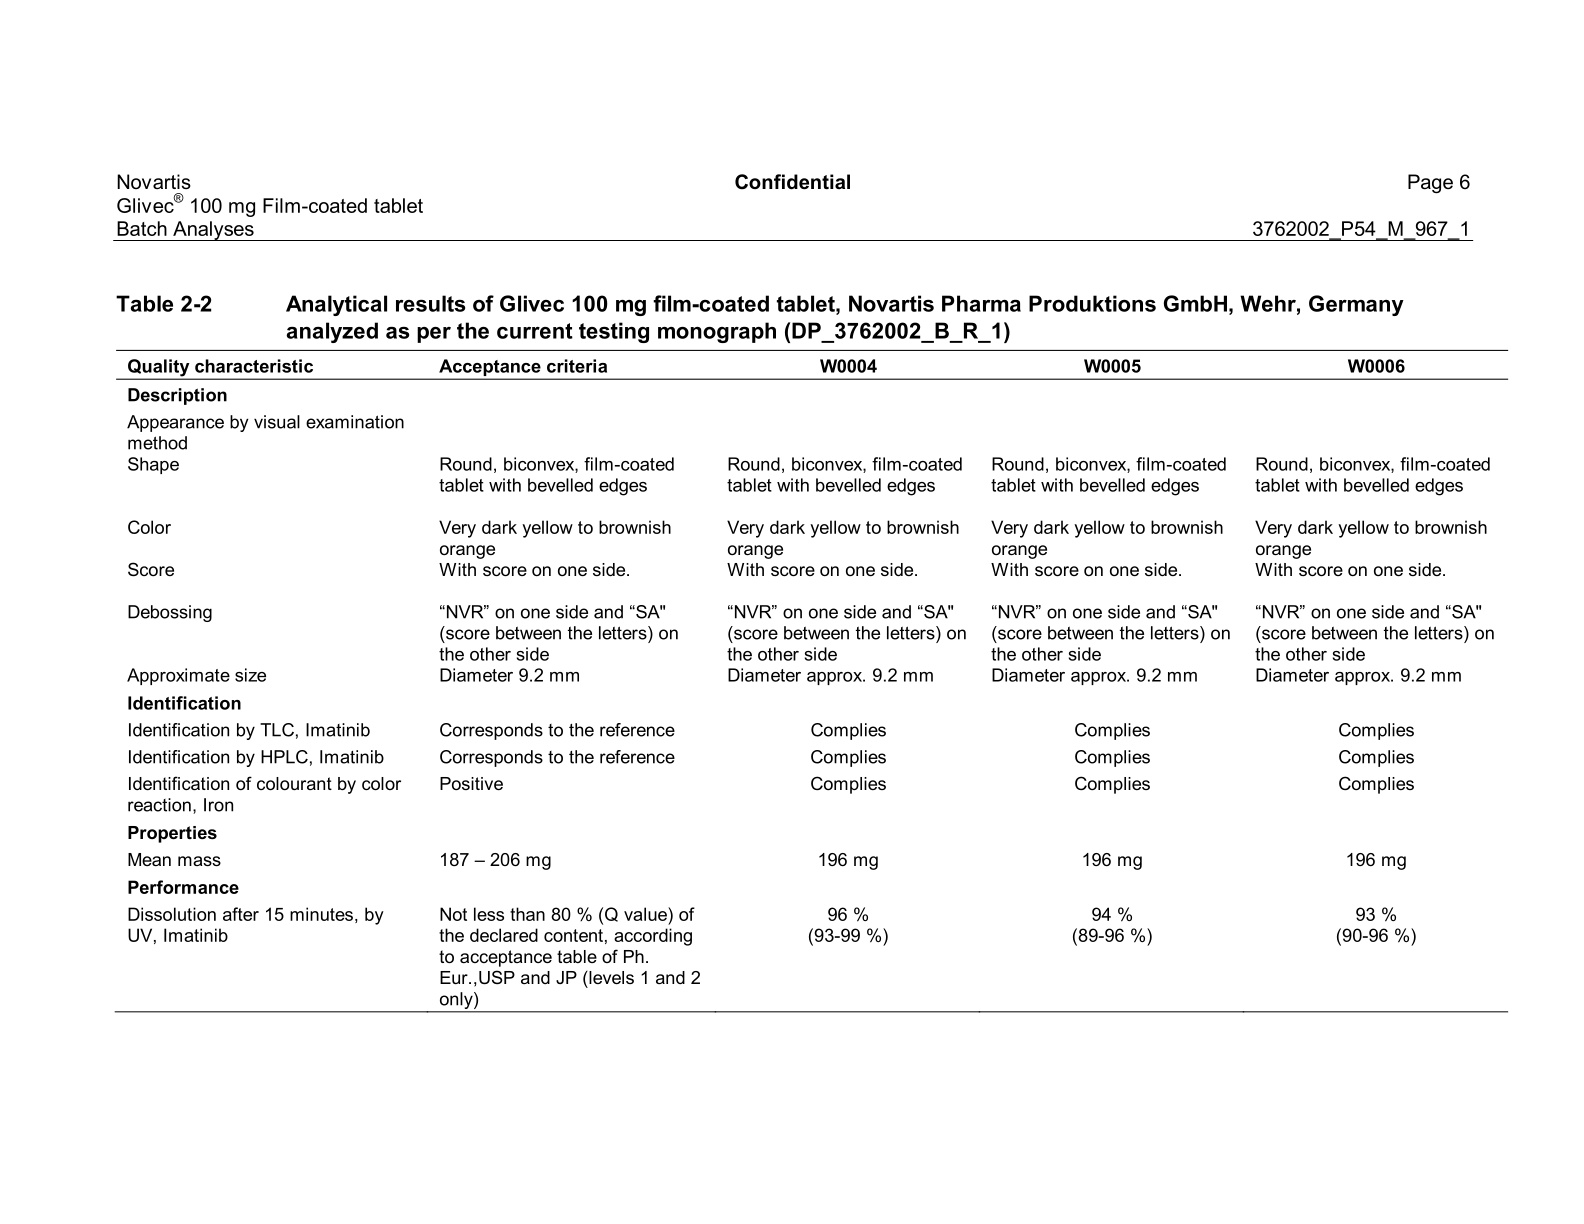 Novartis Confidential Page 6
Glivec® 100 mg Film-coated tablet
Batch Analyses 3762002_P54_M_967_1
Table 2-2 Analytical results of Glivec 100 mg film-coated tablet, Novartis Pharma Produktions GmbH, Wehr, Germany
analyzed as per the current testing monograph (DP_3762002_B_R_1)
Quality characteristic Acceptance criteria W0004 W0005 W0006
Description
Appearance by visual examination
method
Shape Round, biconvex, film-coated Round, biconvex, film-coated Round, biconvex, film-coated Round, biconvex, film-coated
tablet with bevelled edges tablet with bevelled edges tablet with bevelled edges tablet with bevelled edges
Color Very dark yellow to brownish Very dark yellow to brownish Very dark yellow to brownish Very dark yellow to brownish
orange orange orange orange
Score With score on one side. With score on one side. With score on one side. With score on one side.
Debossing “NVR” on one side and “SA" “NVR” on one side and “SA" “NVR” on one side and “SA" “NVR” on one side and “SA"
(score between the letters) on (score between the letters) on (score between the letters) on (score between the letters) on
the other side the other side the other side the other side
Approximate size Diameter 9.2 mm Diameter approx. 9.2 mm Diameter approx. 9.2 mm Diameter approx. 9.2 mm
Identification
Identification by TLC, Imatinib Corresponds to the reference Complies Complies Complies
Identification by HPLC, Imatinib Corresponds to the reference Complies Complies Complies
Identification of colourant by color Positive Complies Complies Complies
reaction, Iron
Properties
Mean mass 187 – 206 mg 196 mg 196 mg 196 mg
Performance
Dissolution after 15 minutes, by Not less than 80 % (Q value) of 96 % 94 % 93 %
UV, Imatinib the declared content, according (93-99 %) (89-96 %) (90-96 %)
to acceptance table of Ph.
Eur.,USP and JP (levels 1 and 2
only)